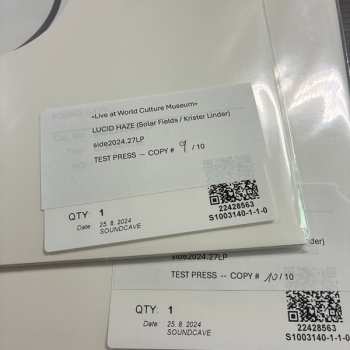 «Live at World Culture Museum»
LUCID HAZE (Solar Fields / Krister Linder)
side2024.27LP
TEST PRESS -- COPY # 9 / 10
QTY 1
Date 25. 8. 2024
SOUNDCAVE
22428563
S1003140-1-1-0
nder)
side2024.27LP
TEST PRESS -- COPY # 10 / 10
QTY. 1
Date 25. 8. 2024
SOUNDCAVE
22428563
S1003140-1-1-0